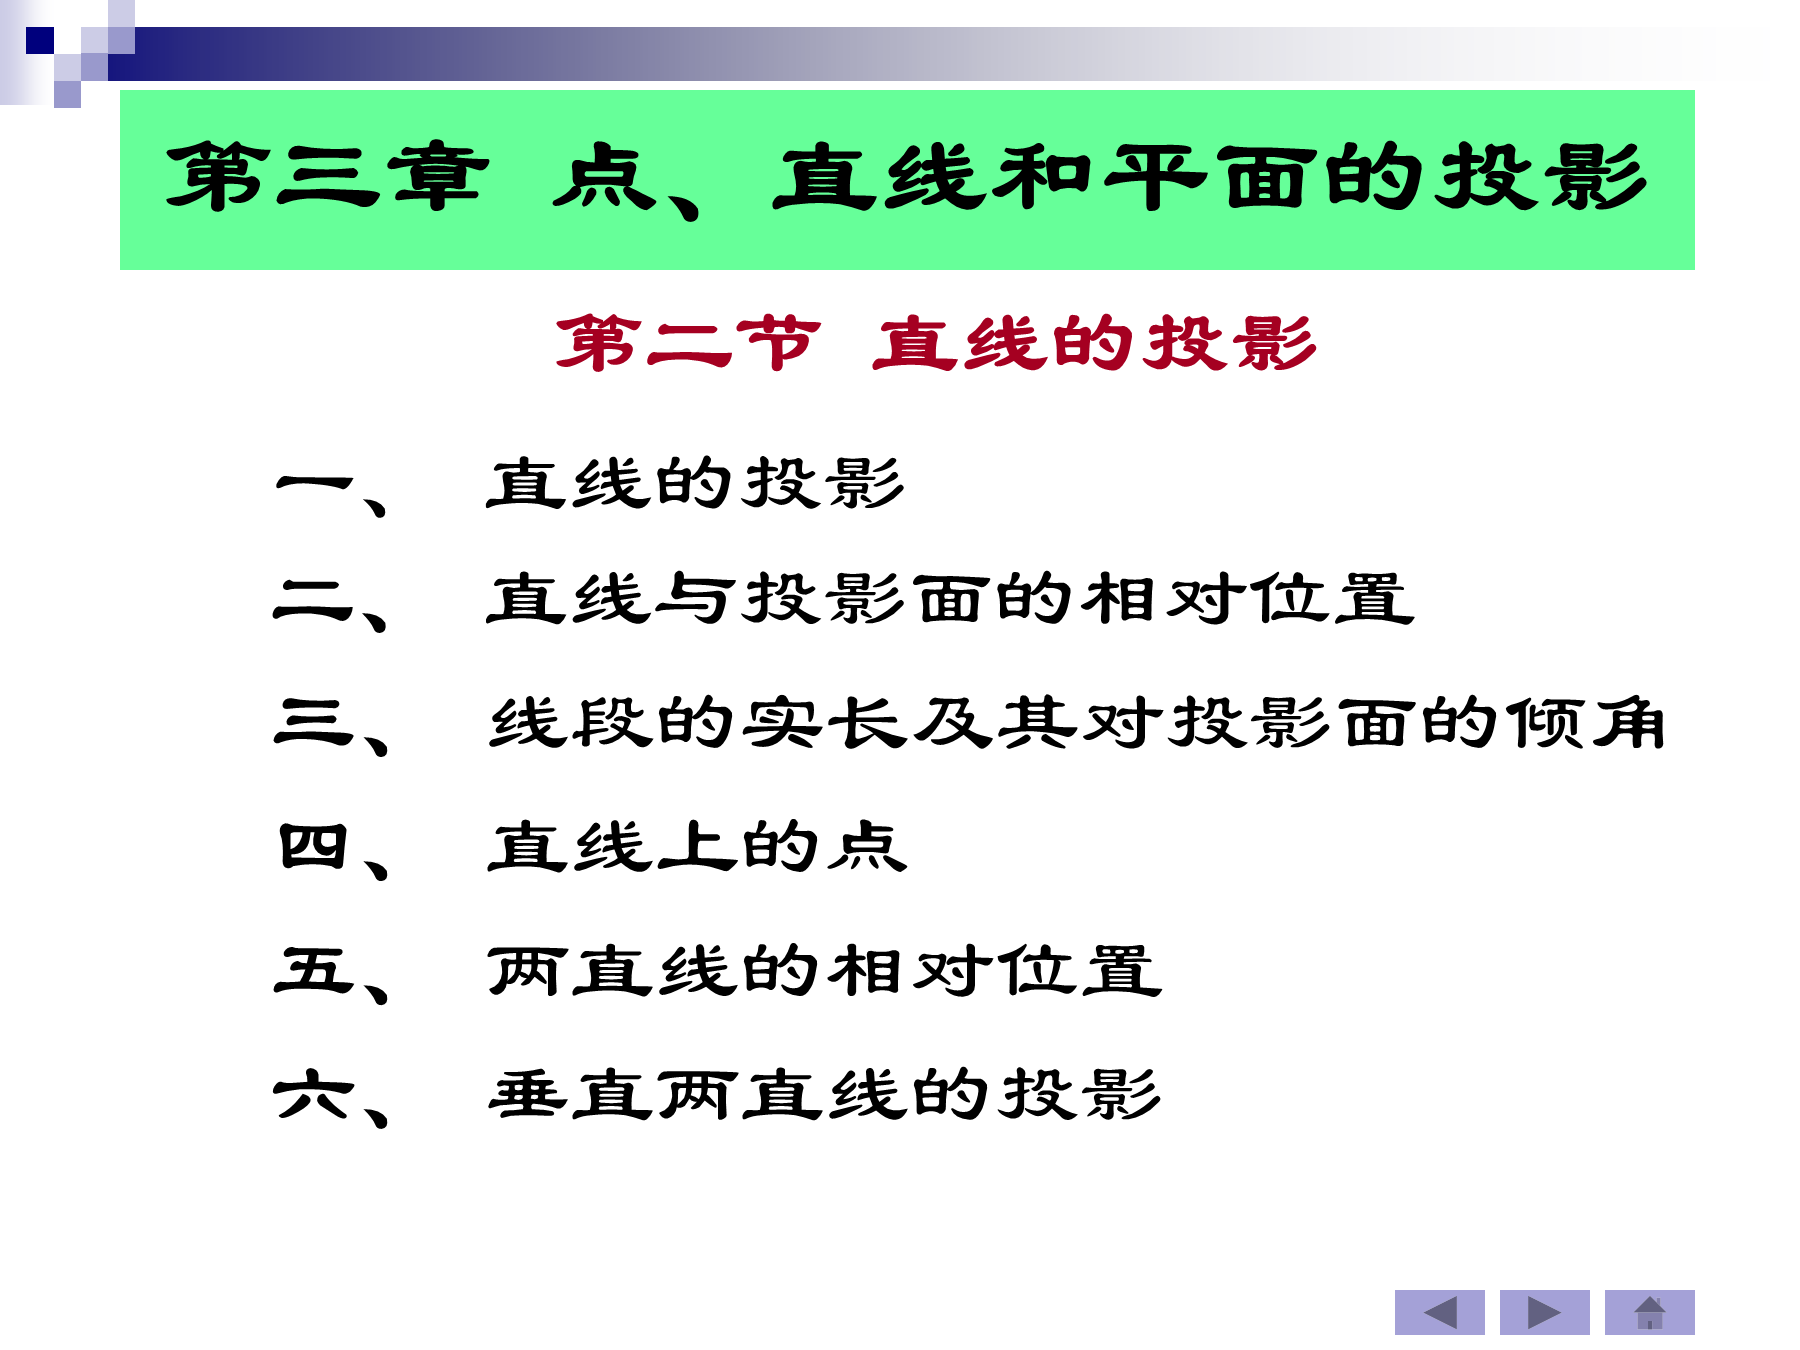 第三章 点、直线和平面的投影
第二节 直线的投影
一、 直线的投影
二、 直线与投影面的相对位置
三、 线段的实长及其对投影面的倾角
四、 直线上的点
五、 两直线的相对位置
六、 垂直两直线的投影